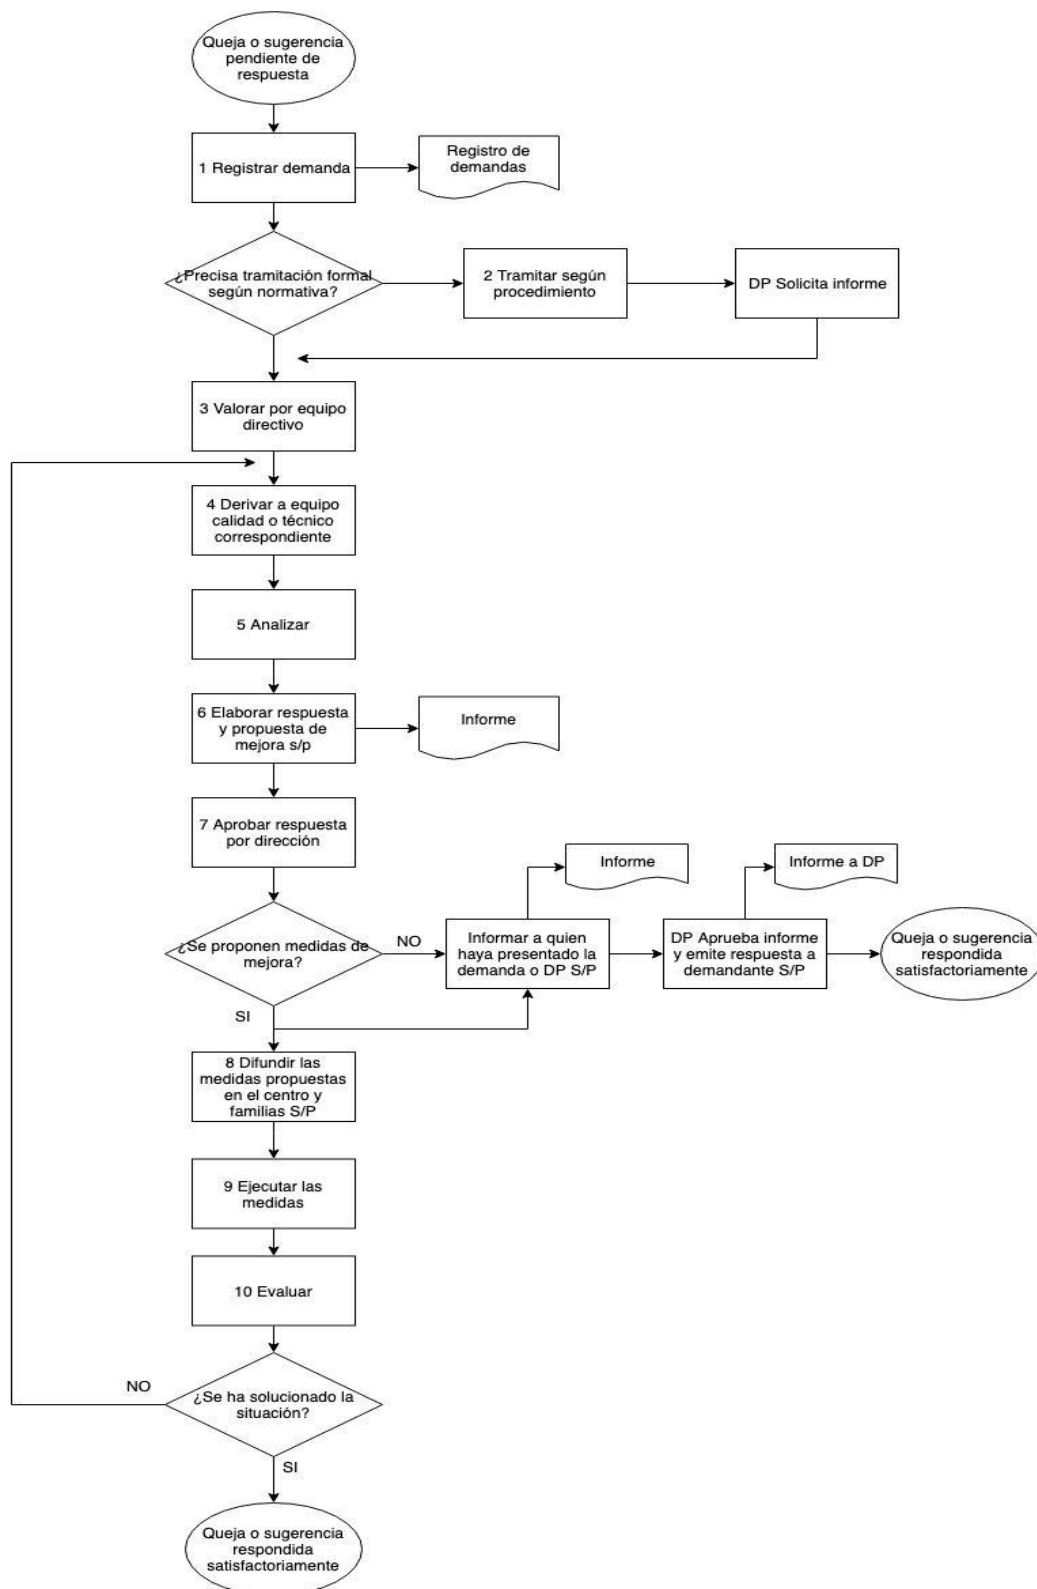 Queja o sugerencia
pendiente de
respuesta
1 Registrar demanda
Registro de
demandas
¿Precisa tramitación formal
según normativa?
2 Tramitar según
procedimiento
DP Solicita informe
3 Valorar por equipo
directivo
4 Derivar a equipo
calidad o técnico
correspondiente
5 Analizar
6 Elaborar respuesta
y propuesta de
mejora s/p
Informe
7 Aprobar respuesta
por dirección
Informe
Informe a DP
¿Se proponen medidas de
mejora?
NO
Informar a quien
haya presentado la
demanda o DP S/P
DP Aprueba informe
y emite respuesta a
demandante S/P
Queja o sugerencia
respondida
satisfactoriamente
SI
8 Difundir las
medidas propuestas
en el centro y
familias S/P
9 Ejecutar las
medidas
10 Evaluar
NO
¿Se ha solucionado la
situación?
SI
Queja o sugerencia
respondida
satisfactoriamente